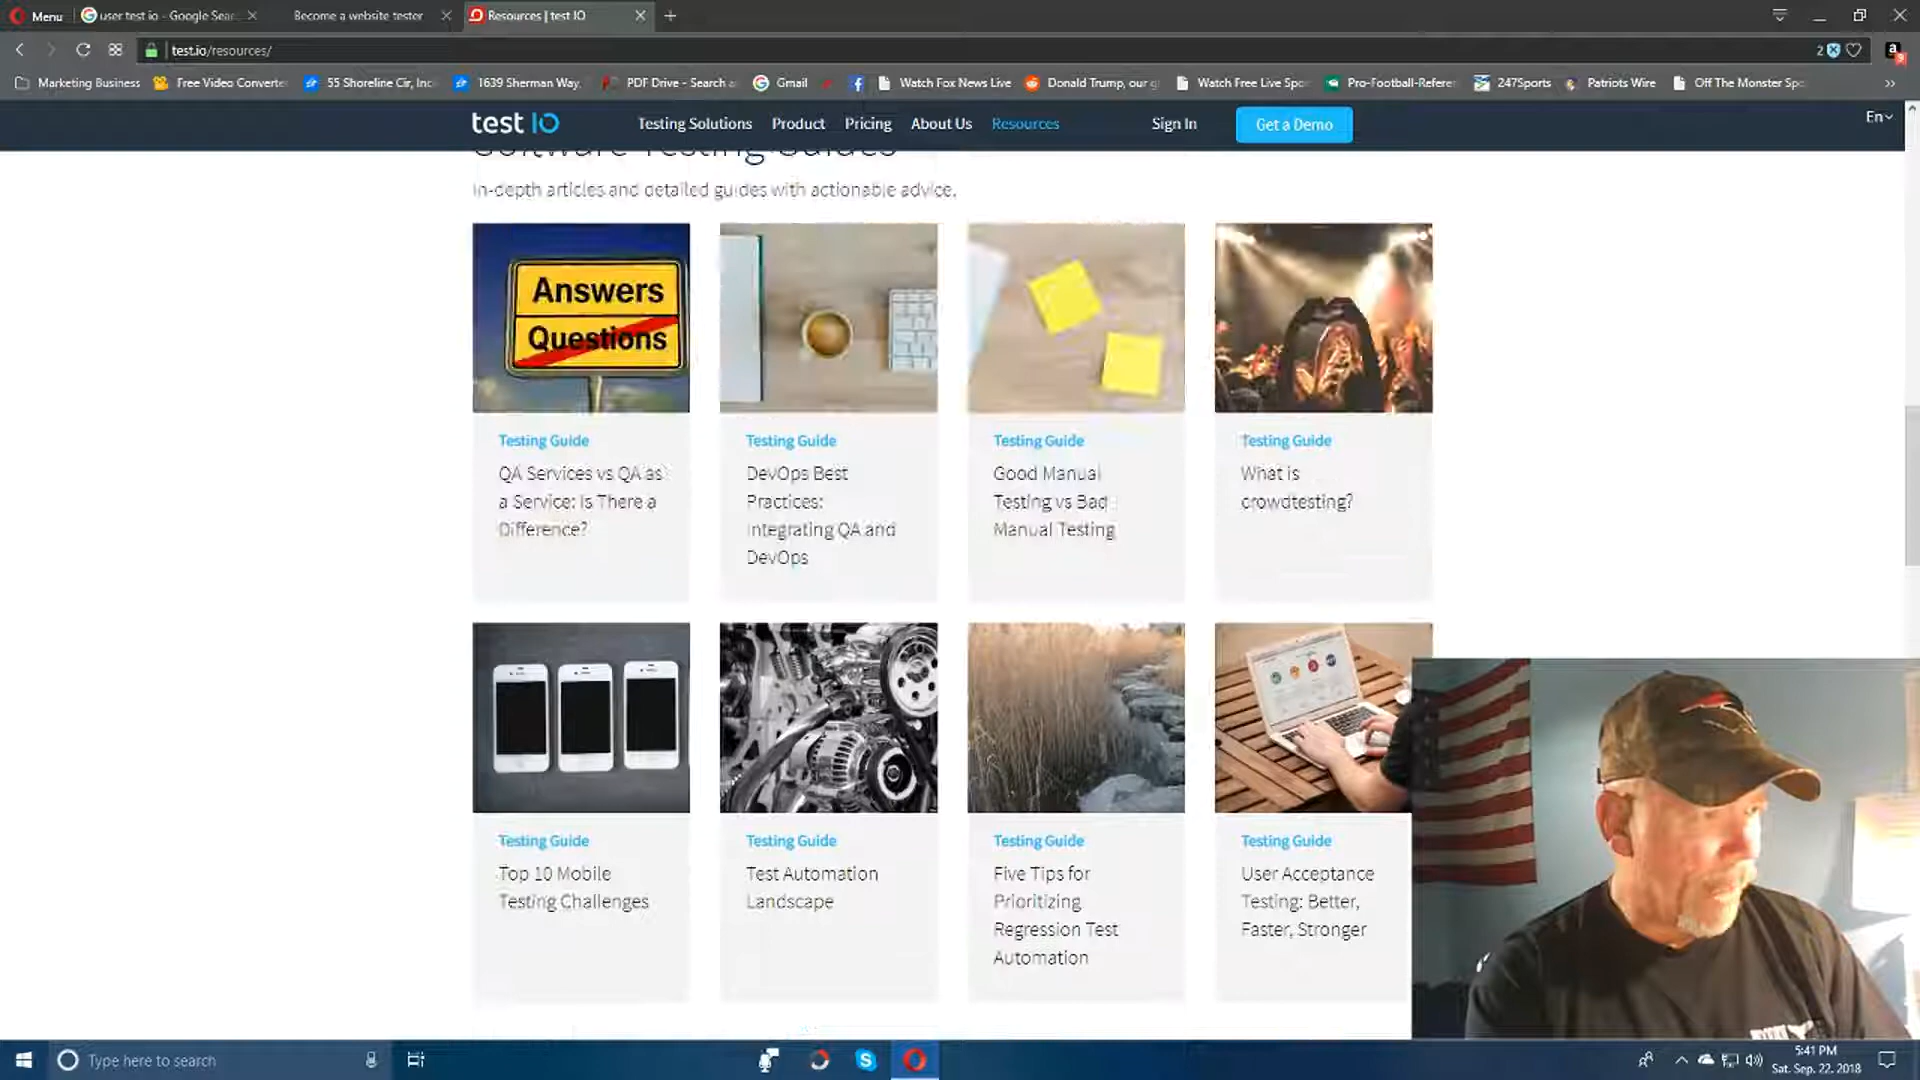 Menu
user test io - Google Sear
Become a website tester
Resources | test IO
test.io/resources/
2
Marketing Business
Free Video Converte
55 Shoreline Cir, Inc
1639 Sherman Way,
PDF Drive - Search a
Gmail
Watch Fox News Live
Donald Trump, our g
Watch Free Live Spo
Pro-Football-Refere
247Sports
Patriots Wire
Off The Monster Spo
test IO
Testing Solutions
Product
Pricing
About Us
Resources
Sign In
Get a Demo
En
Software Testing Guides
In-depth articles and detailed guides with actionable advice.
Answers
Questions
Testing Guide
QA Services vs QA as
a Service: Is There a
Difference?
Testing Guide
DevOps Best
Practices:
Integrating QA and
DevOps
Testing Guide
Good Manual
Testing vs Bad
Manual Testing
Testing Guide
What is
crowdtesting?
Testing Guide
Top 10 Mobile
Testing Challenges
Testing Guide
Test Automation
Landscape
Testing Guide
Five Tips for
Prioritizing
Regression Test
Automation
Testing Guide
User Acceptance
Testing: Better,
Faster, Stronger
Type here to search
5:41 PM
Sat. Sep. 22, 2018